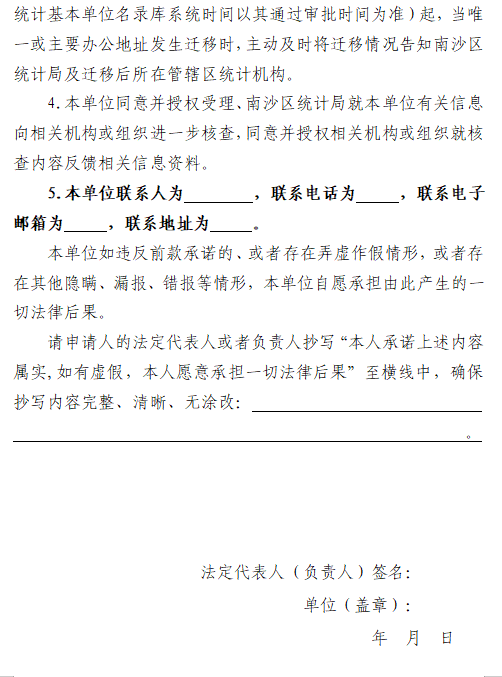 统计基本单位名录库系统时间以其通过审批时间为准）起，当唯
一或主要办公地址发生迁移时，主动及时将迁移情况告知南沙区
统计局及迁移后所在管辖区统计机构。
4.本单位同意并授权受理、南沙区统计局就本单位有关信息
向相关机构或组织进一步核查，同意并授权相关机构或组织就核
查内容反馈相关信息资料。
5.本单位联系人为________，联系电话为_____，联系电子
邮箱为_____，联系地址为_____。
本单位如违反前款承诺的、或者存在弄虚作假情形，或者存
在其他隐瞒、漏报、错报等情形，本单位自愿承担由此产生的一
切法律后果。
请申请人的法定代表人或者负责人抄写“本人承诺上述内容
属实,如有虚假，本人愿意承担一切法律后果”至横线中，确保
抄写内容完整、清晰、无涂改：
。
法定代表人（负责人）签名：
单位（盖章）：
年 月 日